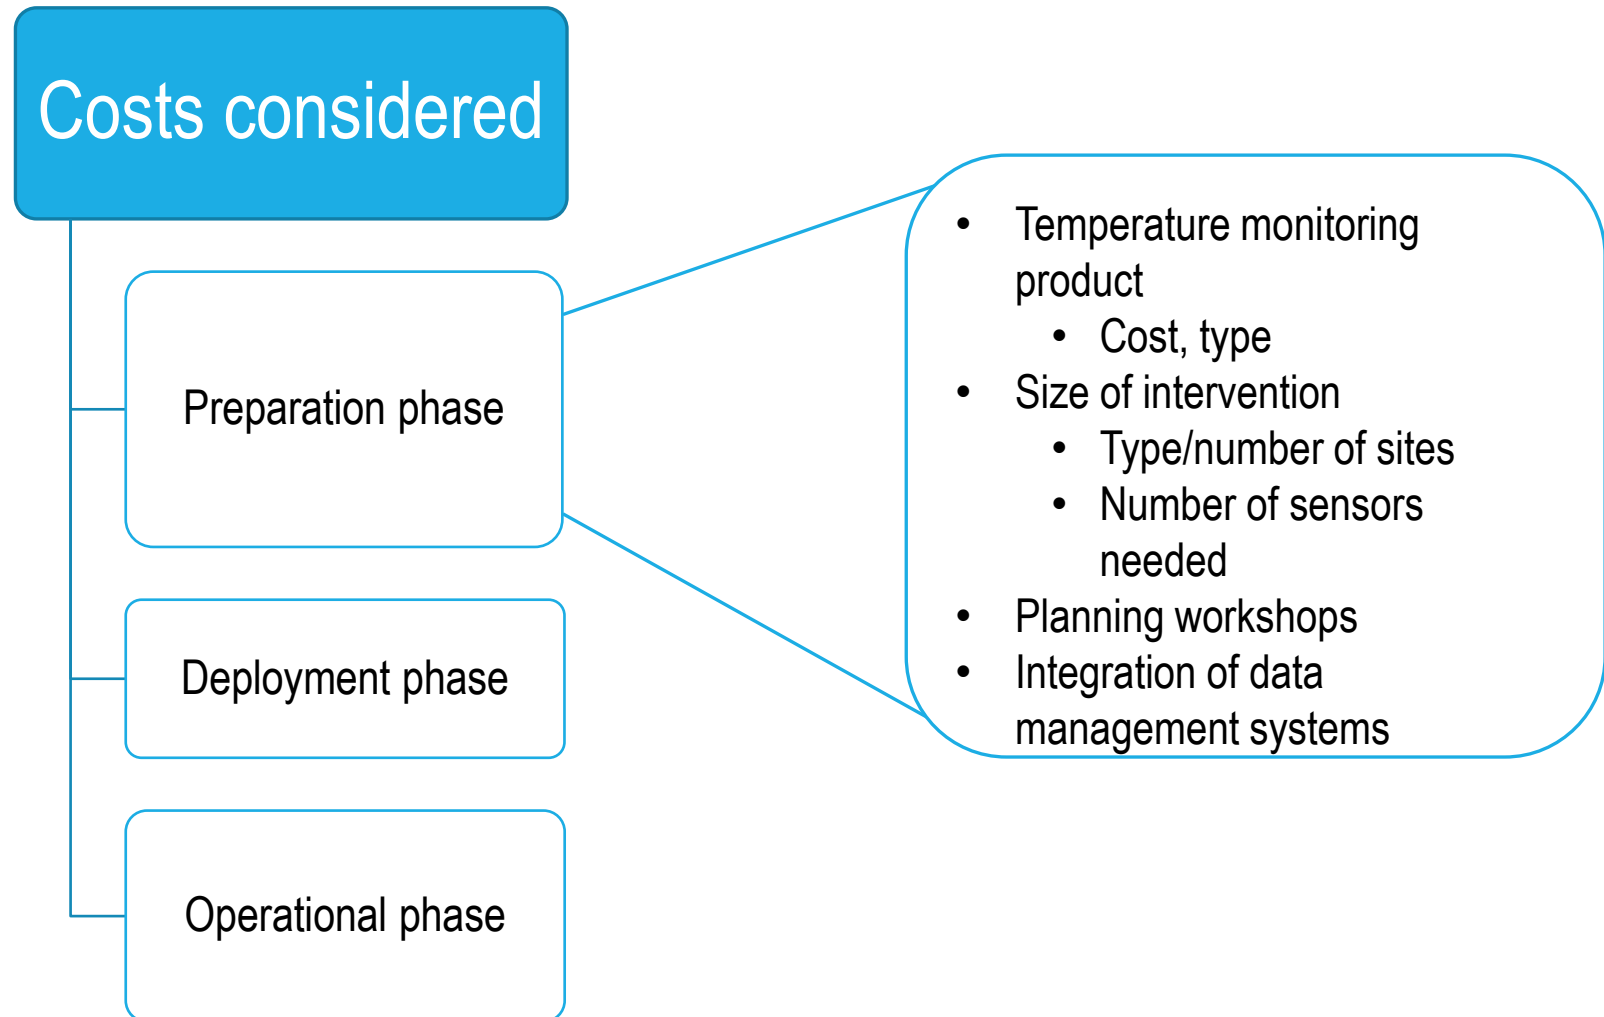 Costs considered
Preparation phase
Deployment phase
Operational phase
• Temperature monitoring
product
• Cost, type
• Size of intervention
• Type/number of sites
• Number of sensors
needed
• Planning workshops
• Integration of data
management systems